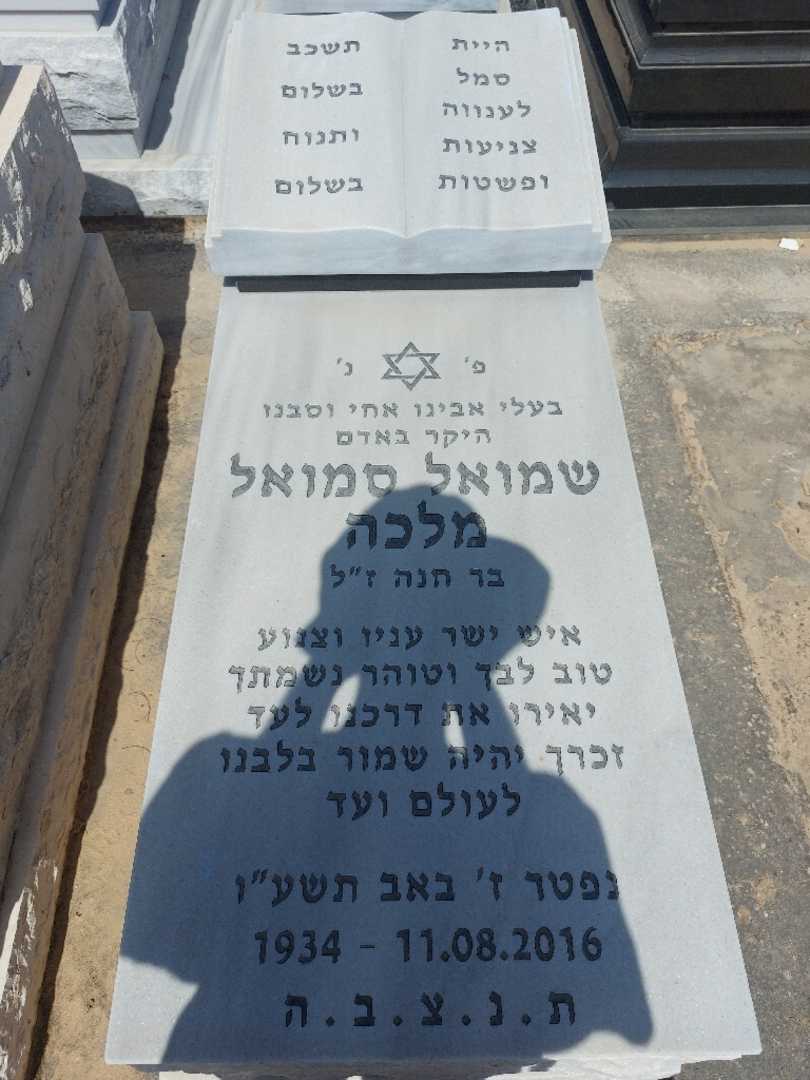 היית
סמל
לענווה
צניעות
ופשטות
תשכב
בשלום
ותנוח
בשלום
פ' נ'
בעלי אבינו אחי וסבנו
היקר באדם
שמואל סמואל
מלכה
בר חנה ז"ל
איש ישר עניו וצנוע
טוב לבך וטוהר נשמתך
יאירו את דרכנו לעד
זכרך יהיה שמור בלבנו
לעולם ועד
נפטר ז' באב תשע"ו
1934 - 11.08.2016
ת.נ.צ.ב.ה